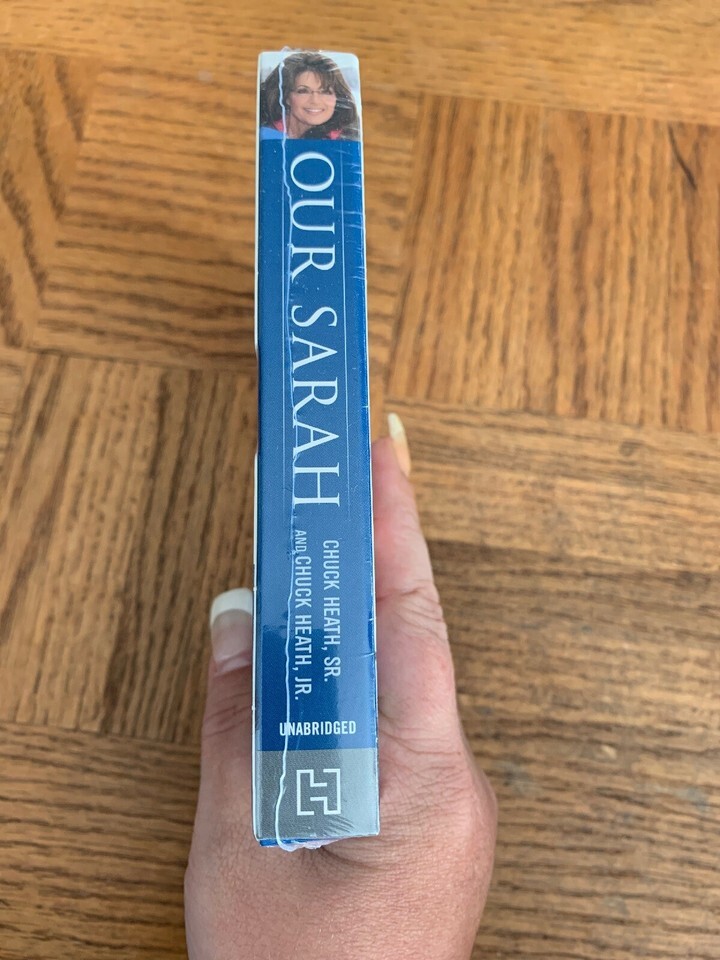 OUR SARAH
CHUCK HEATH, SR.
AND CHUCK HEATH, JR.
UNABRIDGED